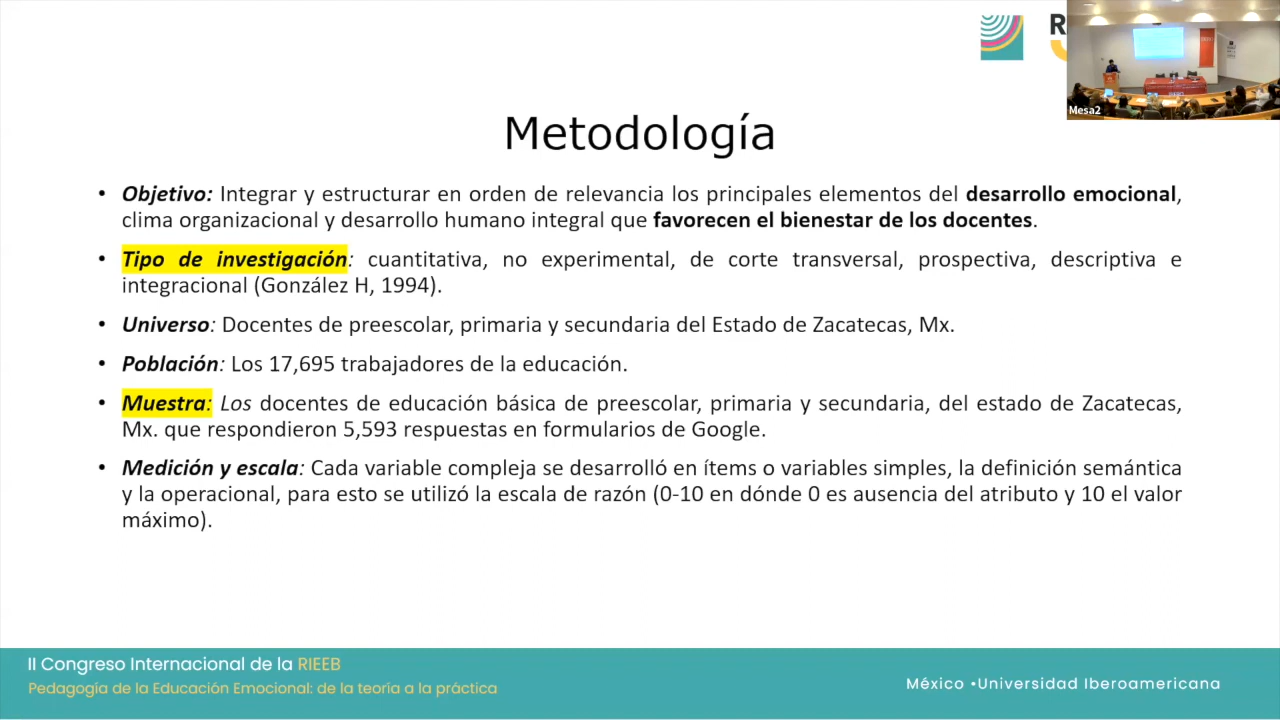 R
Mesa2
Metodología
• Objetivo: Integrar y estructurar en orden de relevancia los principales elementos del desarrollo emocional,
clima organizacional y desarrollo humano integral que favorecen el bienestar de los docentes.
• Tipo de investigación: cuantitativa, no experimental, de corte transversal, prospectiva, descriptiva e
integracional (González H, 1994).
• Universo: Docentes de preescolar, primaria y secundaria del Estado de Zacatecas, Mx.
• Población: Los 17,695 trabajadores de la educación.
• Muestra: Los docentes de educación básica de preescolar, primaria y secundaria, del estado de Zacatecas,
Mx. que respondieron 5,593 respuestas en formularios de Google.
• Medición y escala: Cada variable compleja se desarrolló en ítems o variables simples, la definición semántica
y la operacional, para esto se utilizó la escala de razón (0-10 en dónde 0 es ausencia del atributo y 10 el valor
máximo).
II Congreso Internacional de la RIEEB
Pedagogía de la Educación Emocional: de la teoría a la práctica
México •Universidad Iberoamericana